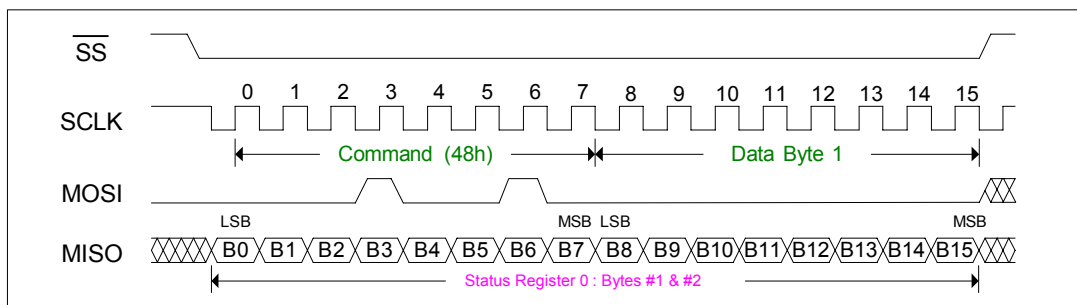 SS
0 1 2 3 4 5 6 7 8 9 10 11 12 13 14 15
SCLK
Command (48h) Data Byte 1
MOSI
LSB MSB LSB MSB
MISO B0 B1 B2 B3 B4 B5 B6 B7 B8 B9 B10 B11 B12 B13 B14 B15
Status Register 0 : Bytes #1 & #2